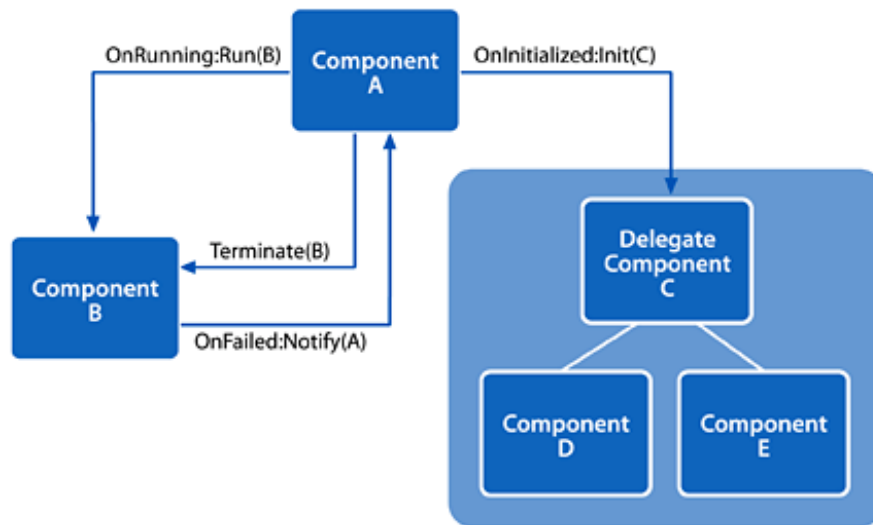 OnRunning:Run(B)
Component
A
OnInitialized:Init(C)
Terminate(B)
Component
B
OnFailed:Notify(A)
Delegate
Component
C
Component
D
Component
E